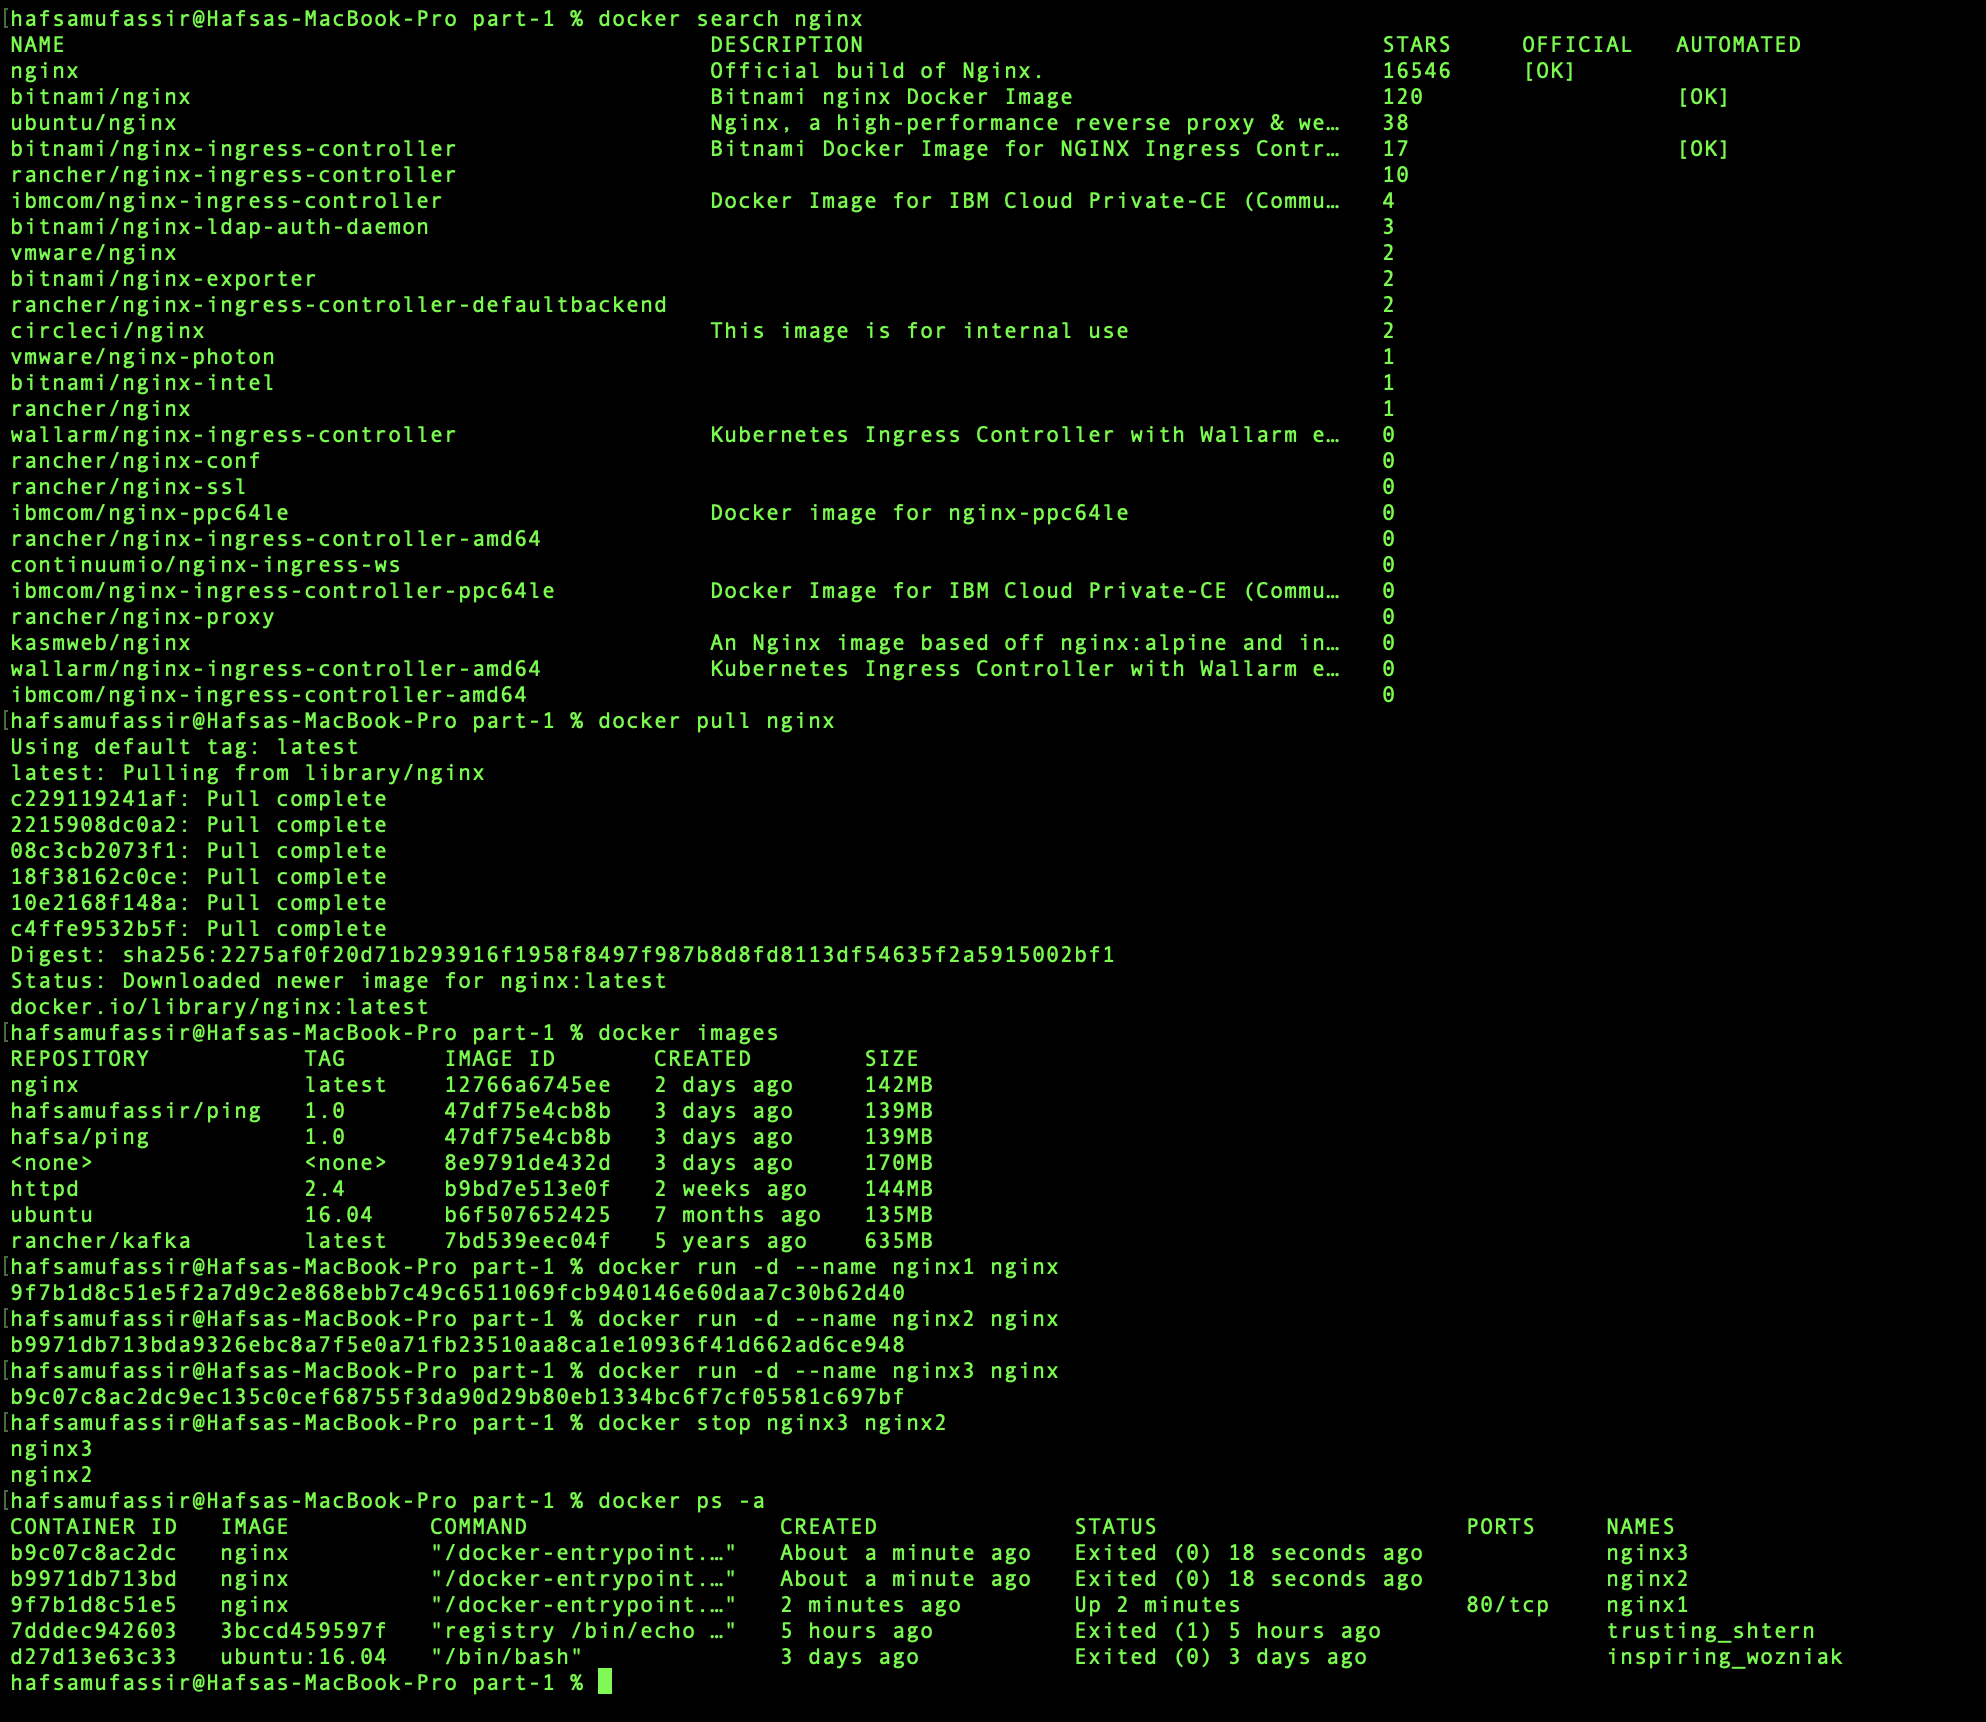 [hafsamufassir@Hafsas-MacBook-Pro part-1 % docker search nginx
NAME DESCRIPTION STARS OFFICIAL AUTOMATED
nginx Official build of Nginx. 16546 [OK]
bitnami/nginx Bitnami nginx Docker Image 120 [OK]
ubuntu/nginx Nginx, a high-performance reverse proxy & we… 38
bitnami/nginx-ingress-controller Bitnami Docker Image for NGINX Ingress Contr… 17 [OK]
rancher/nginx-ingress-controller 10
ibmcom/nginx-ingress-controller Docker Image for IBM Cloud Private-CE (Commu… 4
bitnami/nginx-ldap-auth-daemon 3
vmware/nginx 2
bitnami/nginx-exporter 2
rancher/nginx-ingress-controller-defaultbackend 2
circleci/nginx This image is for internal use 2
vmware/nginx-photon 1
bitnami/nginx-intel 1
rancher/nginx 1
wallarm/nginx-ingress-controller Kubernetes Ingress Controller with Wallarm e… 0
rancher/nginx-conf 0
rancher/nginx-ssl 0
ibmcom/nginx-ppc64le Docker image for nginx-ppc64le 0
rancher/nginx-ingress-controller-amd64 0
continuumio/nginx-ingress-ws 0
ibmcom/nginx-ingress-controller-ppc64le Docker Image for IBM Cloud Private-CE (Commu… 0
rancher/nginx-proxy 0
kasmweb/nginx An Nginx image based off nginx:alpine and in… 0
wallarm/nginx-ingress-controller-amd64 Kubernetes Ingress Controller with Wallarm e… 0
ibmcom/nginx-ingress-controller-amd64 0
[hafsamufassir@Hafsas-MacBook-Pro part-1 % docker pull nginx
Using default tag: latest
latest: Pulling from library/nginx
c229119241af: Pull complete
2215908dc0a2: Pull complete
08c3cb2073f1: Pull complete
18f38162c0ce: Pull complete
10e2168f148a: Pull complete
c4ffe9532b5f: Pull complete
Digest: sha256:2275af0f20d71b293916f1958f8497f987b8d8fd8113df54635f2a5915002bf1
Status: Downloaded newer image for nginx:latest
docker.io/library/nginx:latest
[hafsamufassir@Hafsas-MacBook-Pro part-1 % docker images
REPOSITORY TAG IMAGE ID CREATED SIZE
nginx latest 12766a6745ee 2 days ago 142MB
hafsamufassir/ping 1.0 47df75e4cb8b 3 days ago 139MB
hafsa/ping 1.0 47df75e4cb8b 3 days ago 139MB
<none> <none> 8e9791de432d 3 days ago 170MB
httpd 2.4 b9bd7e513e0f 2 weeks ago 144MB
ubuntu 16.04 b6f507652425 7 months ago 135MB
rancher/kafka latest 7bd539eec04f 5 years ago 635MB
[hafsamufassir@Hafsas-MacBook-Pro part-1 % docker run -d --name nginx1 nginx
9f7b1d8c51e5f2a7d9c2e868ebb7c49c6511069fcb940146e60daa7c30b62d40
[hafsamufassir@Hafsas-MacBook-Pro part-1 % docker run -d --name nginx2 nginx
b9971db713bda9326ebc8a7f5e0a71fb23510aa8ca1e10936f41d662ad6ce948
[hafsamufassir@Hafsas-MacBook-Pro part-1 % docker run -d --name nginx3 nginx
b9c07c8ac2dc9ec135c0cef68755f3da90d29b80eb1334bc6f7cf05581c697bf
[hafsamufassir@Hafsas-MacBook-Pro part-1 % docker stop nginx3 nginx2
nginx3
nginx2
[hafsamufassir@Hafsas-MacBook-Pro part-1 % docker ps -a
CONTAINER ID IMAGE COMMAND CREATED STATUS PORTS NAMES
b9c07c8ac2dc nginx "/docker-entrypoint.…" About a minute ago Exited (0) 18 seconds ago nginx3
b9971db713bd nginx "/docker-entrypoint.…" About a minute ago Exited (0) 18 seconds ago nginx2
9f7b1d8c51e5 nginx "/docker-entrypoint.…" 2 minutes ago Up 2 minutes 80/tcp nginx1
7dddec942603 3bccd459597f "registry /bin/echo …" 5 hours ago Exited (1) 5 hours ago trusting_shtern
d27d13e63c33 ubuntu:16.04 "/bin/bash" 3 days ago Exited (0) 3 days ago inspiring_wozniak
hafsamufassir@Hafsas-MacBook-Pro part-1 %